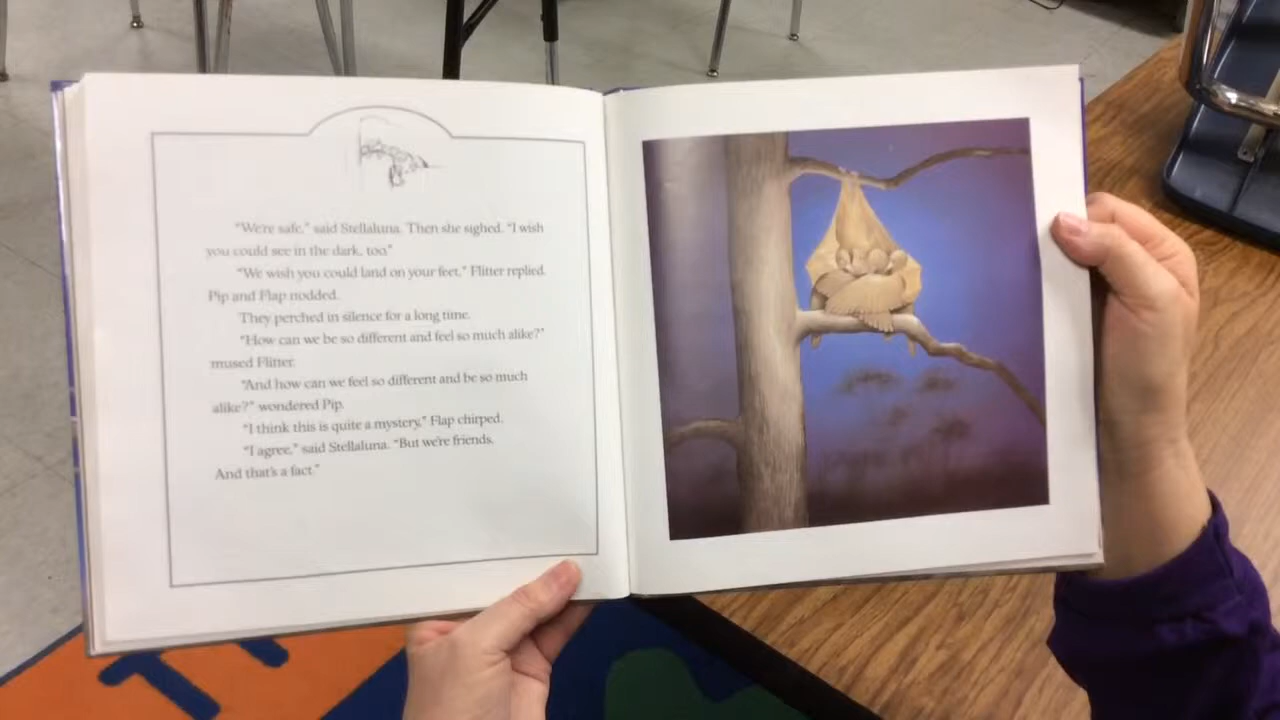 "We're safe," said Stellaluna. Then she sighed. "I wish
you could see in the dark, too."
"We wish you could land on your feet," Flitter replied.
Pip and Flap nodded.
They perched in silence for a long time.
"How can we be so different and feel so much alike?"
mused Flitter.
"And how can we feel so different and be so much
alike?" wondered Pip.
"I think this is quite a mystery," Flap chirped.
"I agree," said Stellaluna. "But we're friends.
And that's a fact."